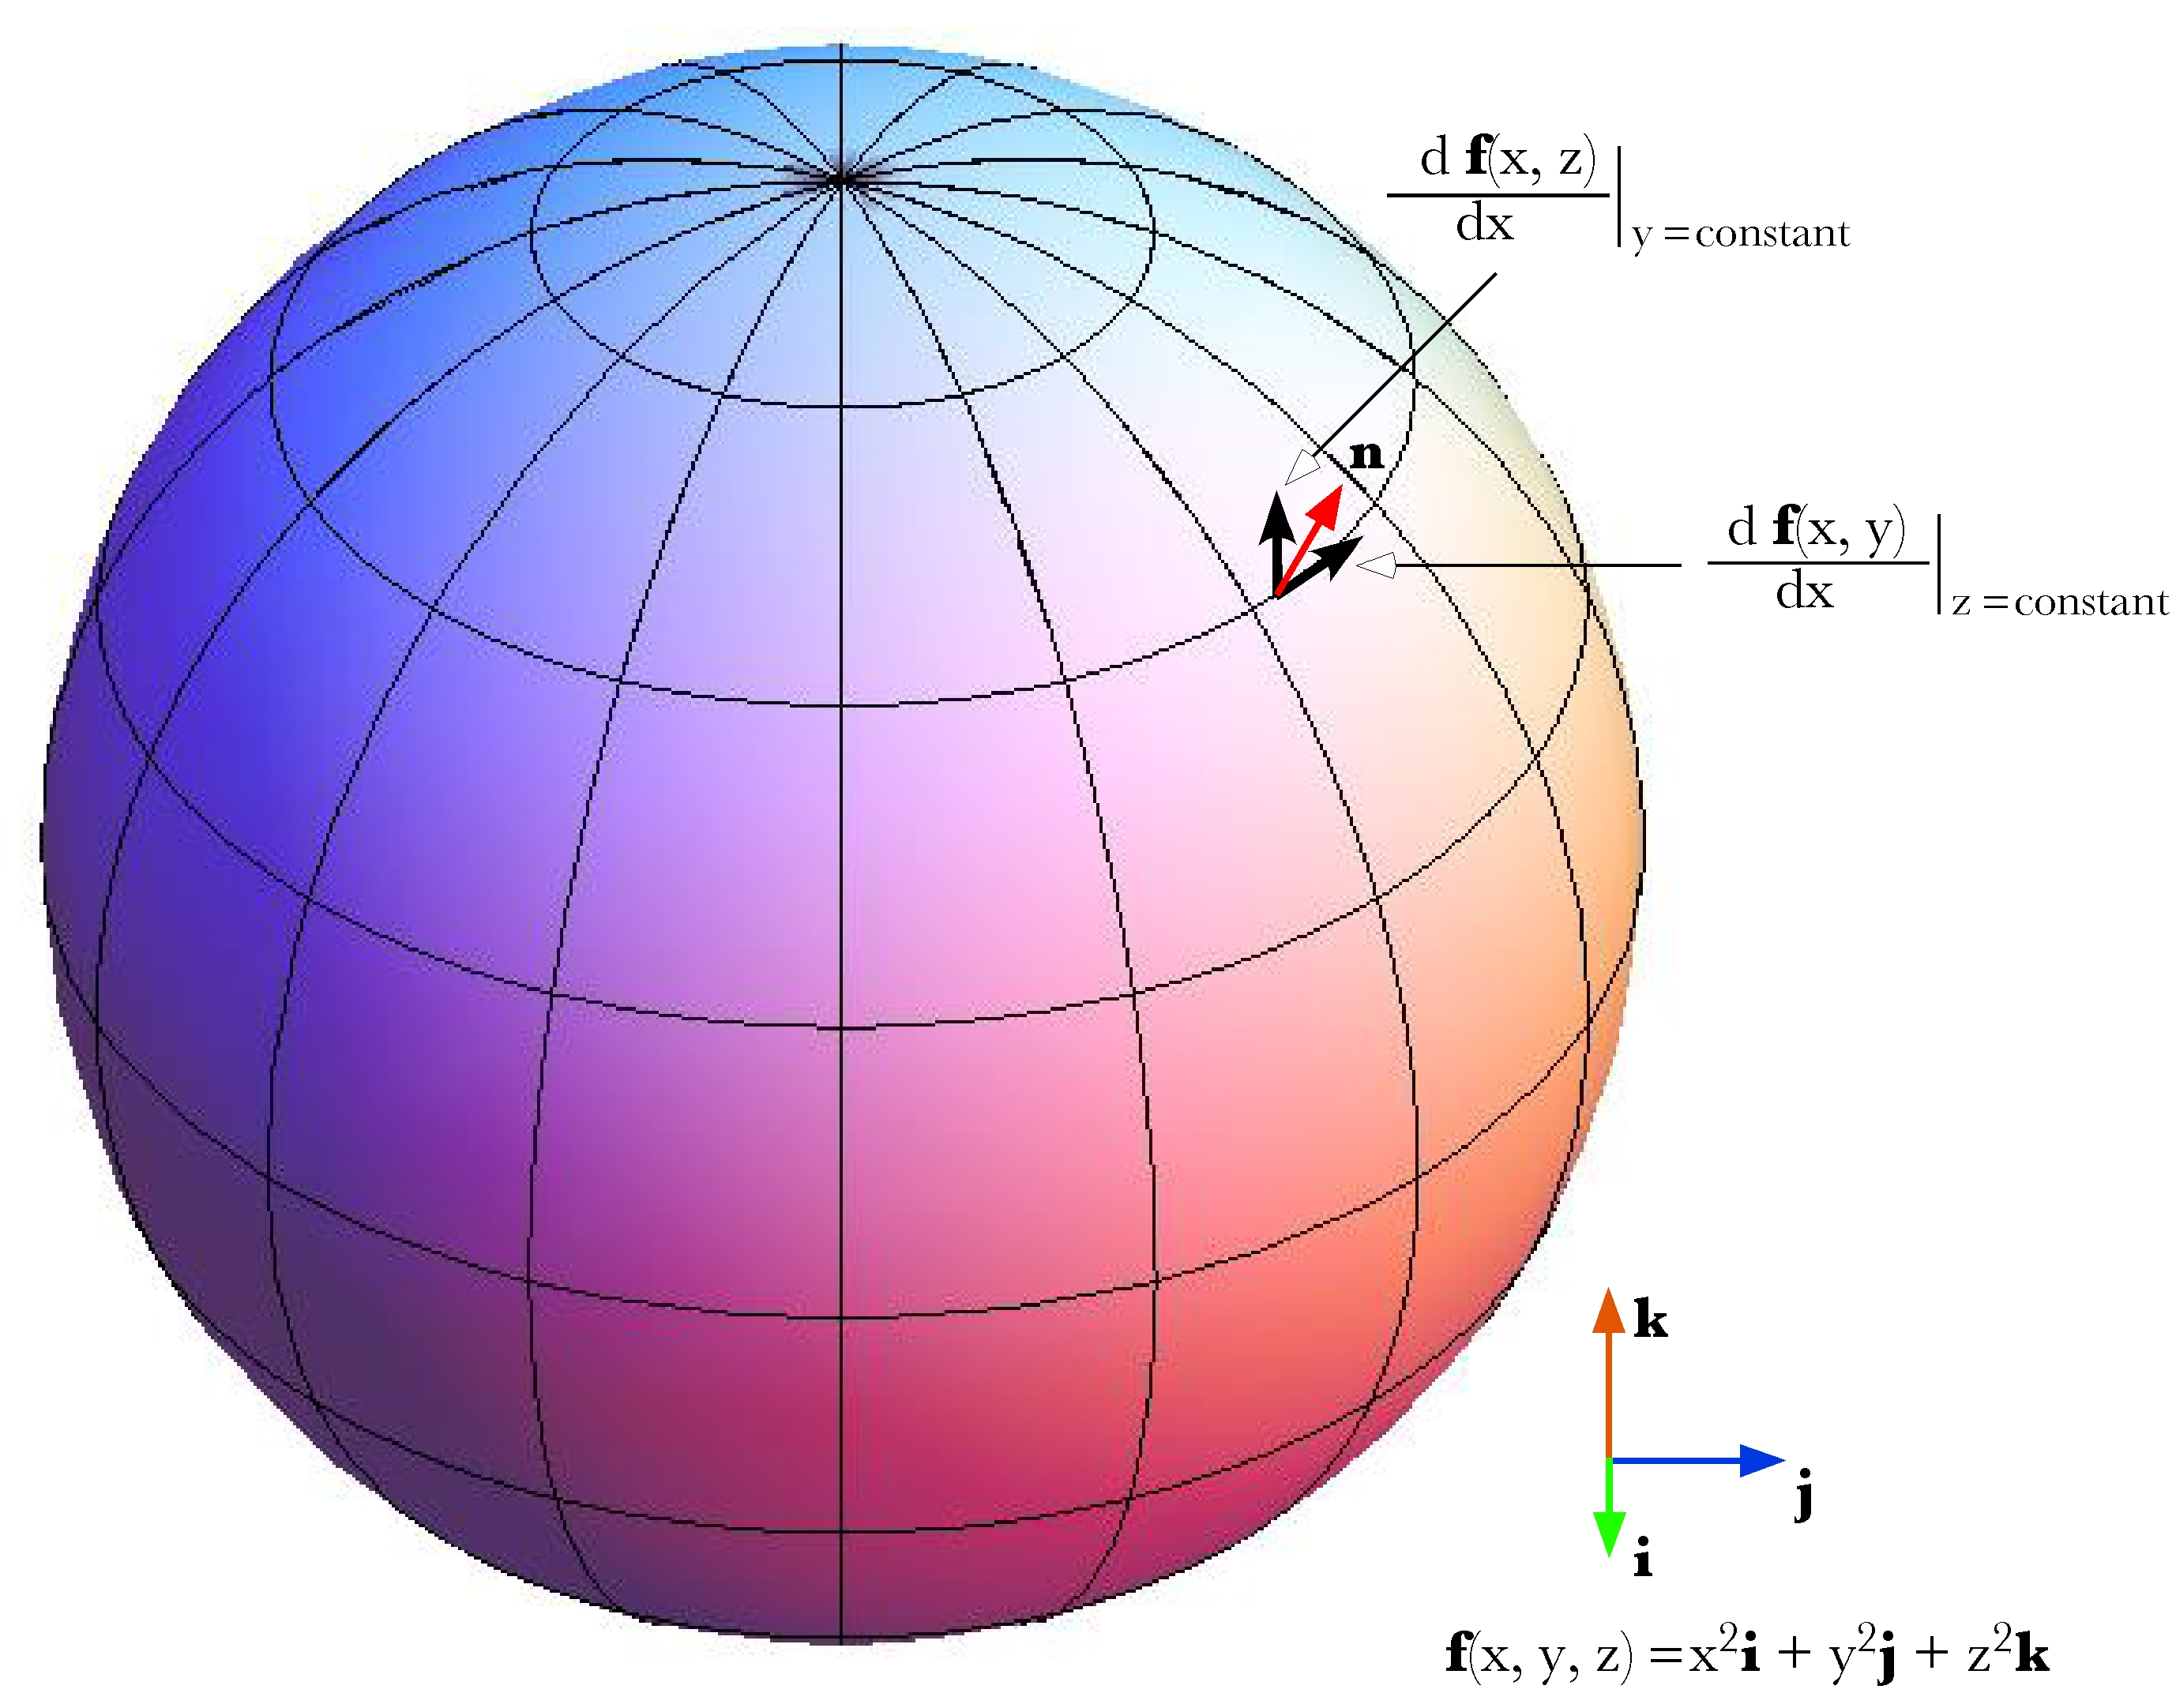 d f(x, z)
dx
y = constant
n
d f(x, y)
dx
z = constant
k
j
i
f(x, y, z) = x²i + y²j + z²k